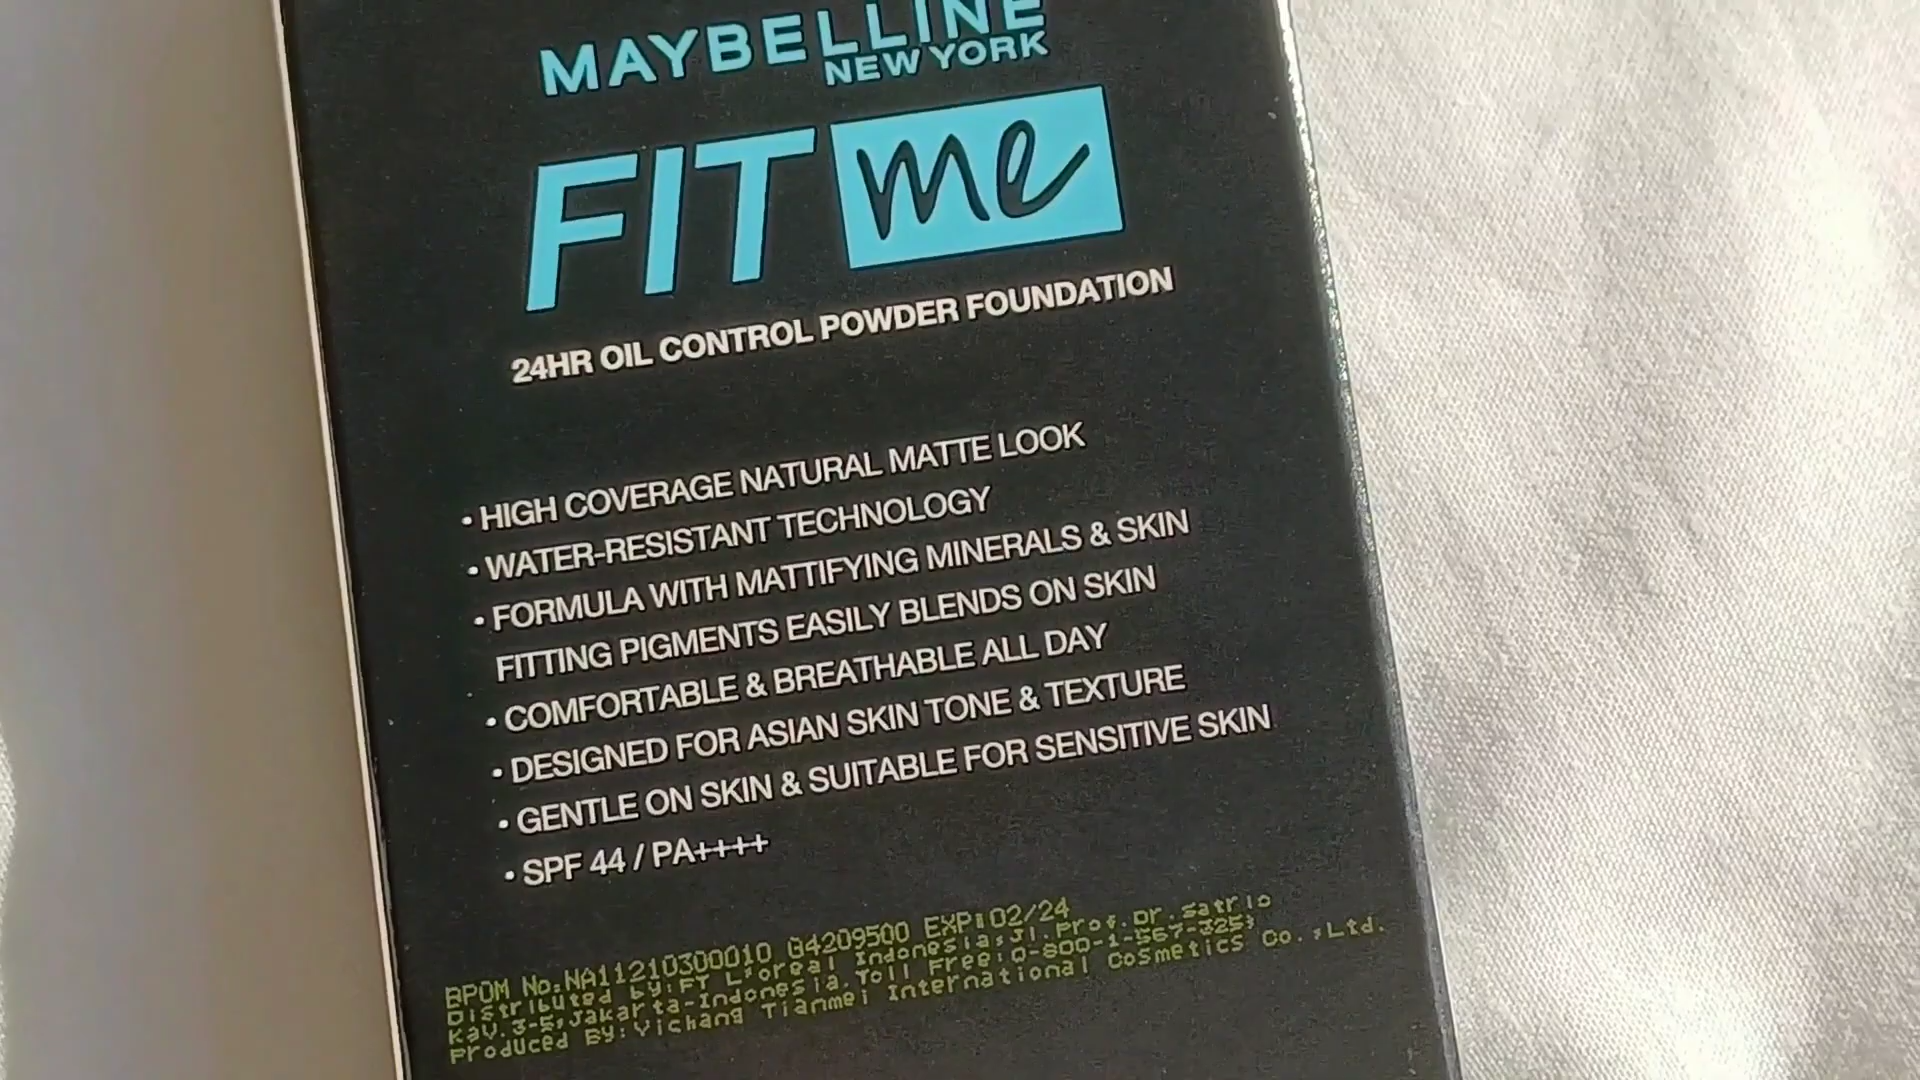 MAYBELLINE
NEW YORK
FIT me
24HR OIL CONTROL POWDER FOUNDATION
• HIGH COVERAGE NATURAL MATTE LOOK
• WATER-RESISTANT TECHNOLOGY
• FORMULA WITH MATTIFYING MINERALS & SKIN
FITTING PIGMENTS EASILY BLENDS ON SKIN
• COMFORTABLE & BREATHABLE ALL DAY
• DESIGNED FOR ASIAN SKIN TONE & TEXTURE
• GENTLE ON SKIN & SUITABLE FOR SENSITIVE SKIN
• SPF 44 / PA++++
BPOM No:NA11210300010 G4209500 EXP:02/24
Distributed by:PT L'oreal Indonesia,Jl.Prof.Dr.Satrio
Kav.3-5,Jakarta-Indonesia.Toll Free:0-800-1-567-325;
Produced By:Yichang Tianmei International Cosmetics Co.,Ltd.